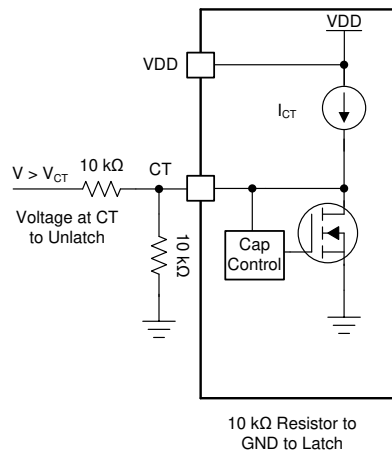 VDD
VDD
I_CT
10 kΩ
CT
V > V_CT
Voltage at CT
to Unlatch
10 kΩ
Cap
Control
10 kΩ Resistor to
GND to Latch